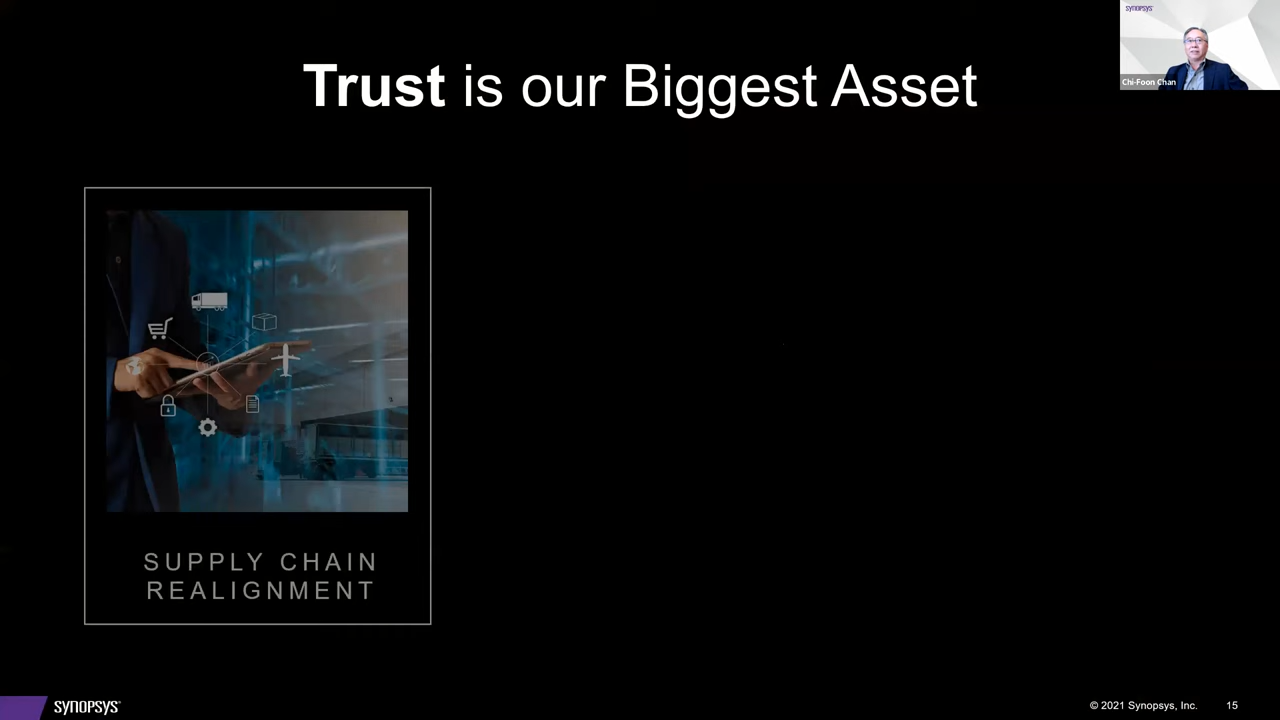 SYNOPSYS
Chi-Foon Chan
Trust is our Biggest Asset
SUPPLY CHAIN
REALIGNMENT
SYNOPSYS
© 2021 Synopsys, Inc.
15